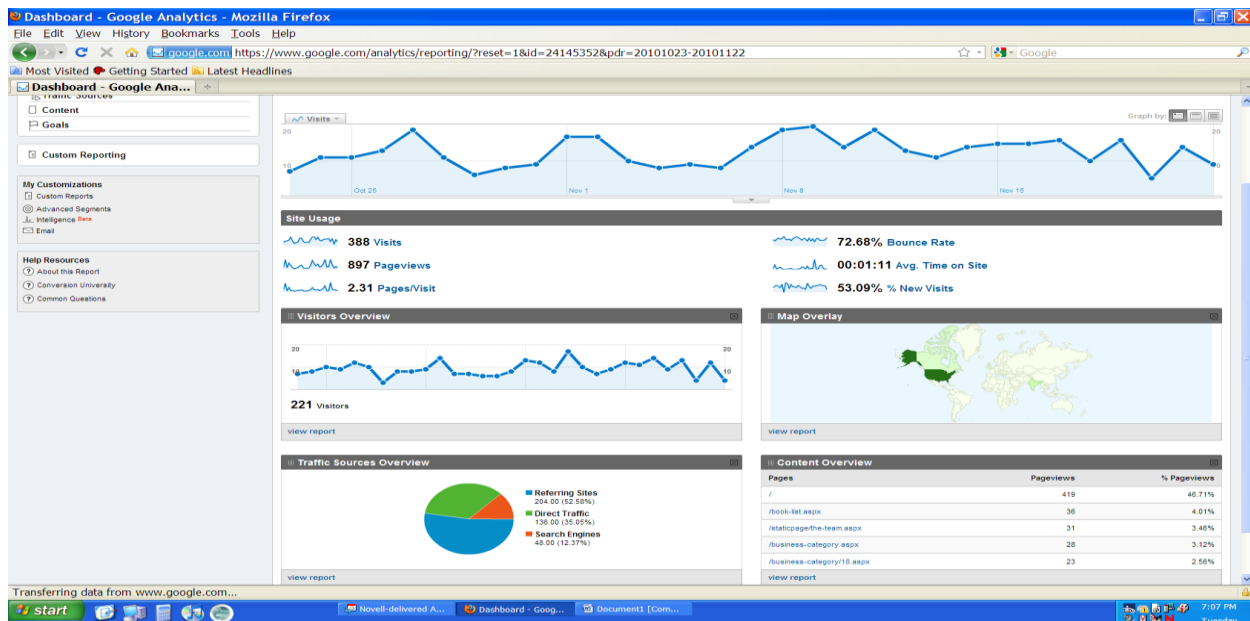 Dashboard - Google Analytics - Mozilla Firefox
File Edit View History Bookmarks Tools Help
google.com https://www.google.com/analytics/reporting/?reset=1&id=24145352&pdr=20101023-20101122
Google
Most Visited Getting Started Latest Headlines
Dashboard - Google Ana...
Traffic Sources
Content
Goals
Custom Reporting
My Customizations
Custom Reports
Advanced Segments
Intelligence Beta
Email
Help Resources
About this Report
Conversion University
Common Questions
Visits
Graph by:
20 20
10
Oct 25 Nov 1 Nov 8 Nov 15
Site Usage
388 Visits
897 Pageviews
2.31 Pages/Visit
72.68% Bounce Rate
00:01:11 Avg. Time on Site
53.09% % New Visits
Visitors Overview
20 20
10 10
221 Visitors
view report
Map Overlay
view report
Traffic Sources Overview
Referring Sites
204.00 (52.58%)
Direct Traffic
136.00 (35.05%)
Search Engines
48.00 (12.37%)
view report
Content Overview
Pages Pageviews % Pageviews
/ 419 46.71%
/book-list.aspx 36 4.01%
/staticpage/the-team.aspx 31 3.46%
/business-category.aspx 28 3.12%
/business-category/18.aspx 23 2.56%
view report
Transferring data from www.google.com...
start
Novell-delivered A...
Dashboard - Goog...
Document1 [Com...
7:07 PM
Tuesday